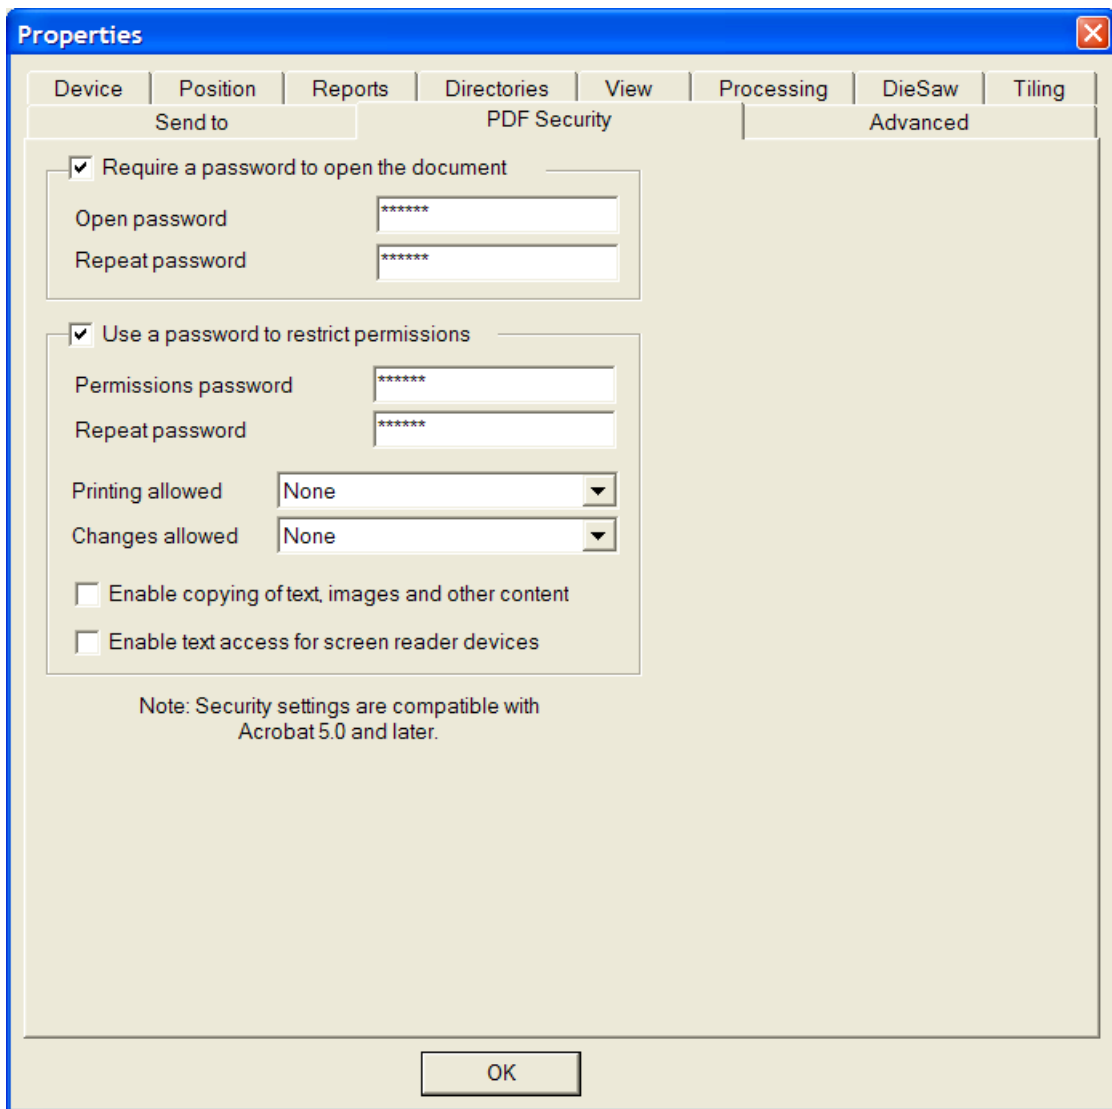 Properties
Device Position Reports Directories View Processing DieSaw Tiling
Send to PDF Security Advanced
Require a password to open the document
Open password ******
Repeat password ******
Use a password to restrict permissions
Permissions password ******
Repeat password ******
Printing allowed None
Changes allowed None
Enable copying of text, images and other content
Enable text access for screen reader devices
Note: Security settings are compatible with
Acrobat 5.0 and later.
OK